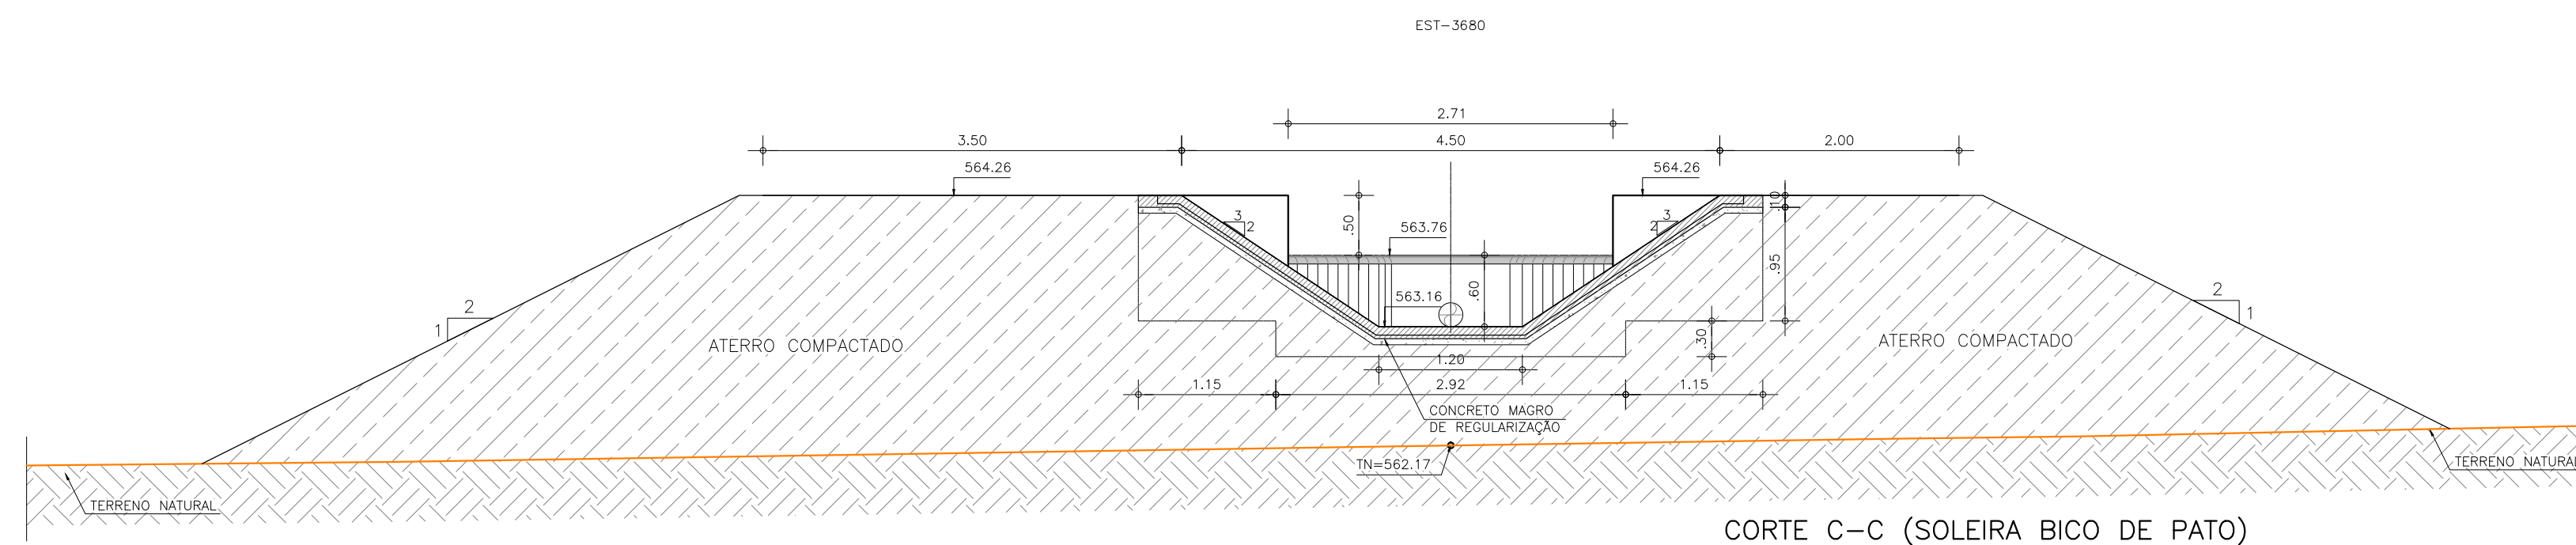 EST-3680
2.71
3.50
4.50
2.00
564.26
564.26
.10
3
2
.50
563.76
3
2
.95
563.16
.60
2
1
2
1
.30
ATERRO COMPACTADO
ATERRO COMPACTADO
1.20
1.15
2.92
1.15
CONCRETO MAGRO
DE REGULARIZAÇÃO
TN=562.17
TERRENO NATURAL
TERRENO NATURAL
CORTE C-C (SOLEIRA BICO DE PATO)